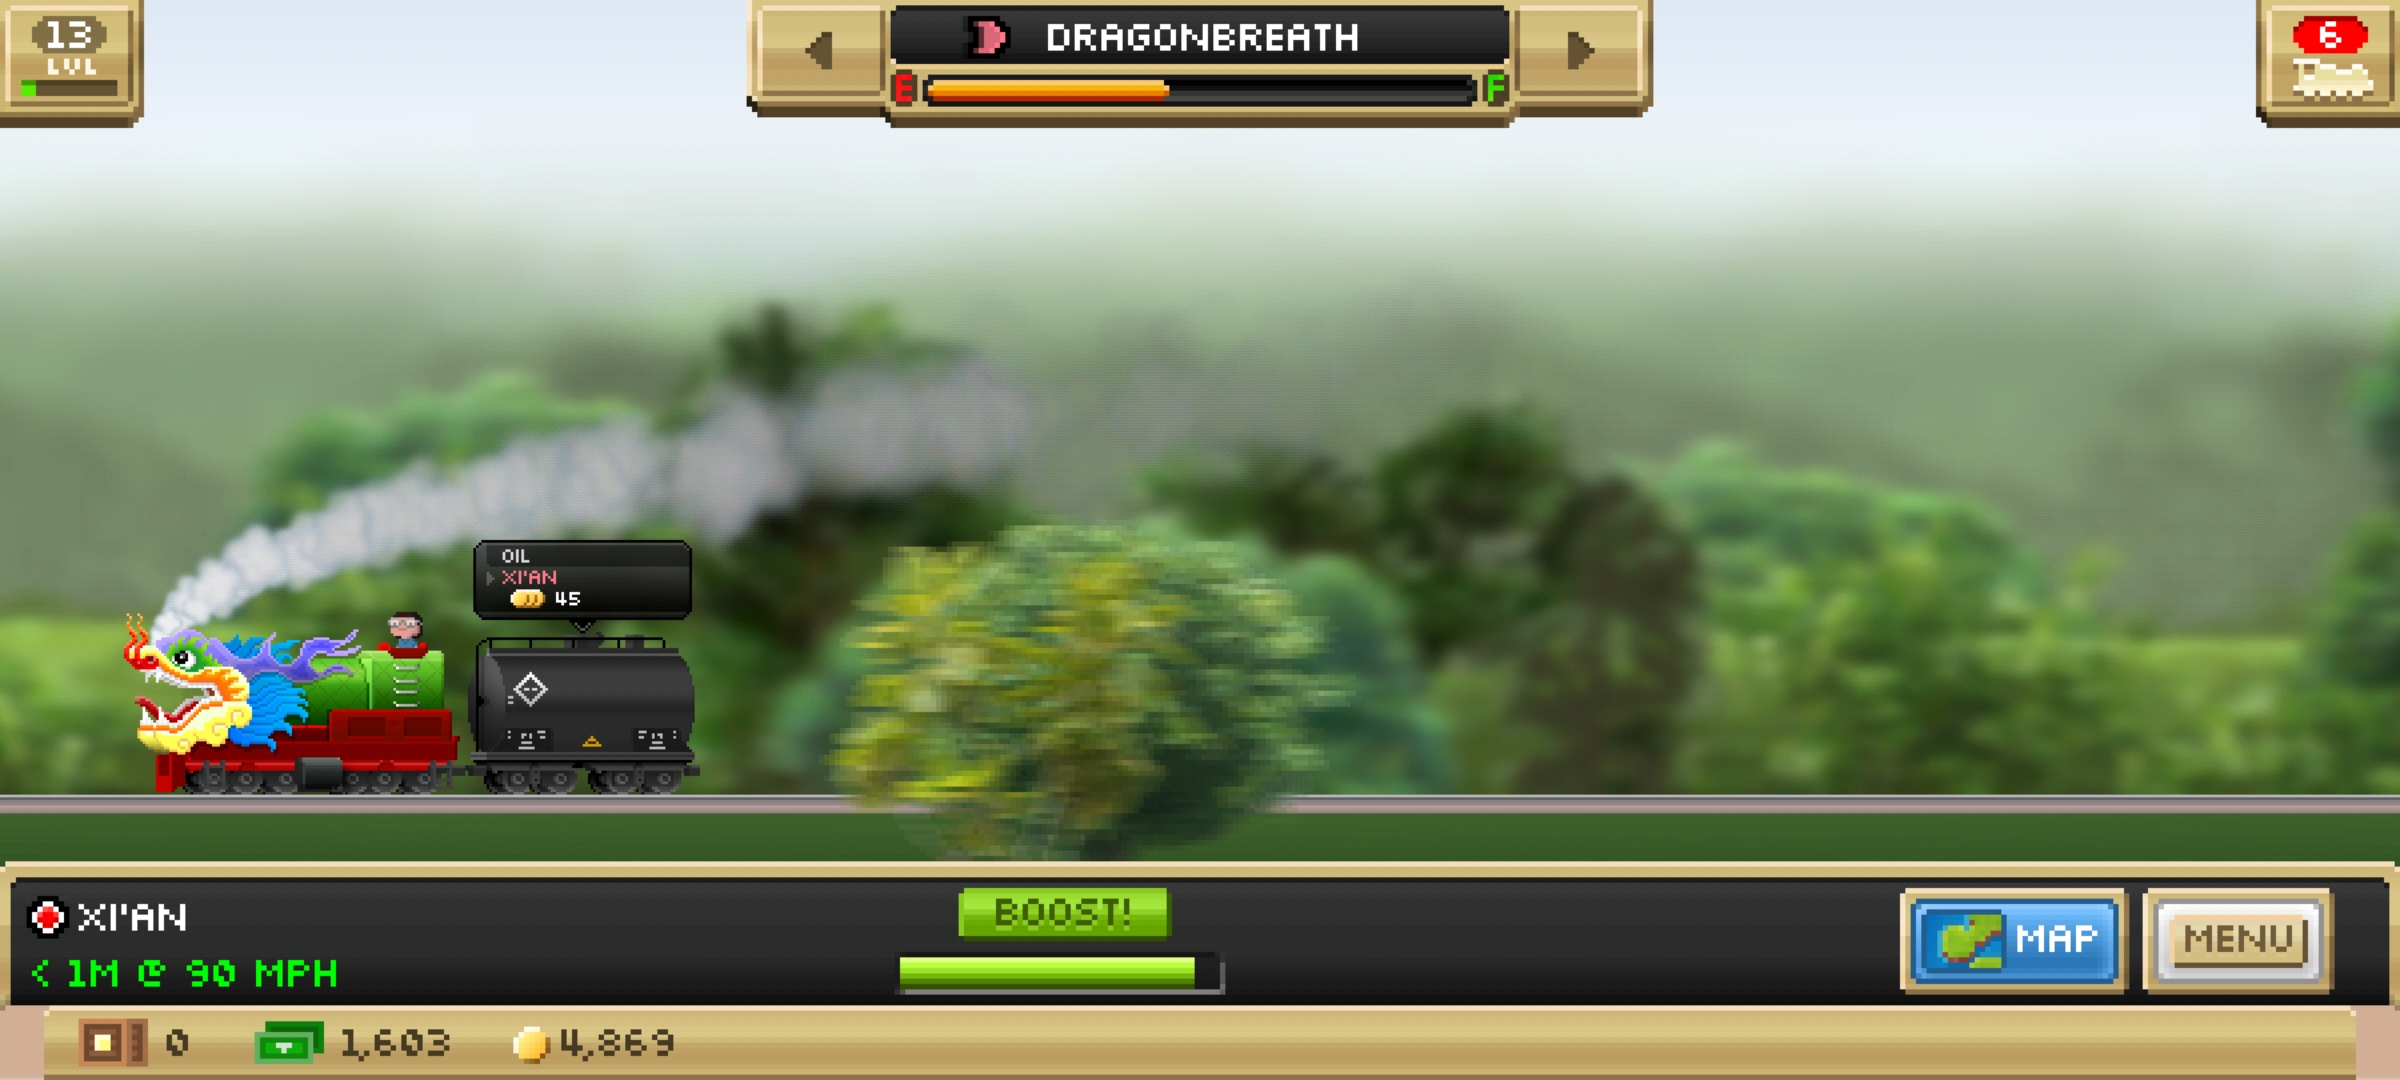 13
LVL
DRAGONBREATH
E F
6
OIL
XI'AN
45
XI'AN
< 1M @ 90 MPH
BOOST!
MAP
MENU
0
1,603
4,869